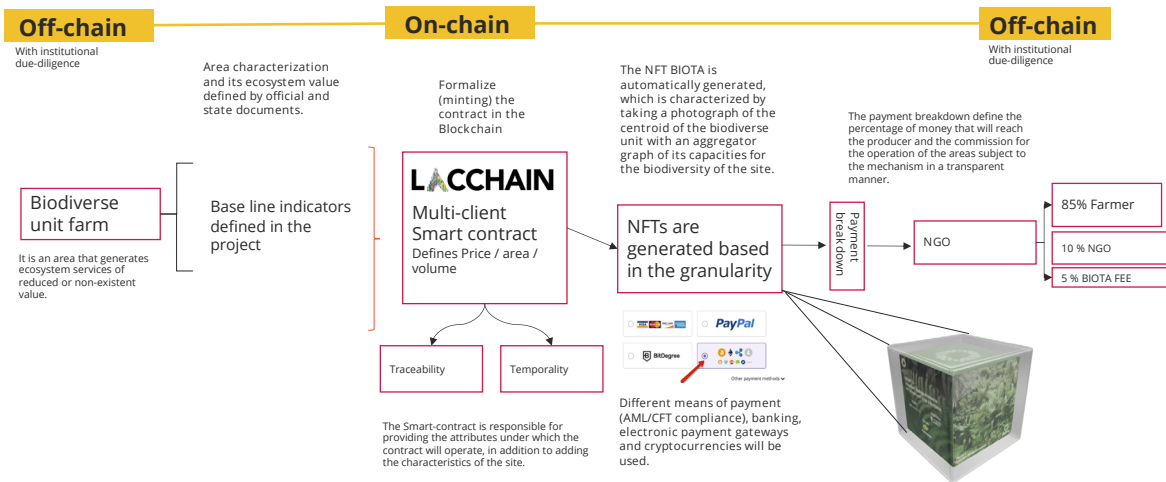 Off-chain
With institutional
due-diligence
On-chain
Off-chain
With institutional
due-diligence
Area characterization
and its ecosystem value
defined by official and
state documents.
Formalize
(minting) the
contract in the
Blockchain
The NFT BIOTA is
automatically generated,
which is characterized by
taking a photograph of the
centroid of the biodiverse
unit with an aggregator
graph of its capacities for
the biodiversity of the site.
The payment breakdown define the
percentage of money that will reach
the producer and the commission for
the operation of the areas subject to
the mechanism in a transparent
manner.
Biodiverse
unit farm
It is an area that generates
ecosystem services of
reduced or non-existent
value.
Base line indicators
defined in the
project
LACCHAIN
Multi-client
Smart contract
Defines Price / area /
volume
Traceability
Temporality
The Smart-contract is responsible for
providing the attributes under which the
contract will operate, in addition to adding
the characteristics of the site.
NFTs are
generated based
in the granularity
Payment
breakdown
NGO
85% Farmer
10 % NGO
5 % BIOTA FEE
PayPal
BitDegree
Other payment methods
Different means of payment
(AML/CFT compliance), banking,
electronic payment gateways
and cryptocurrencies will be
used.